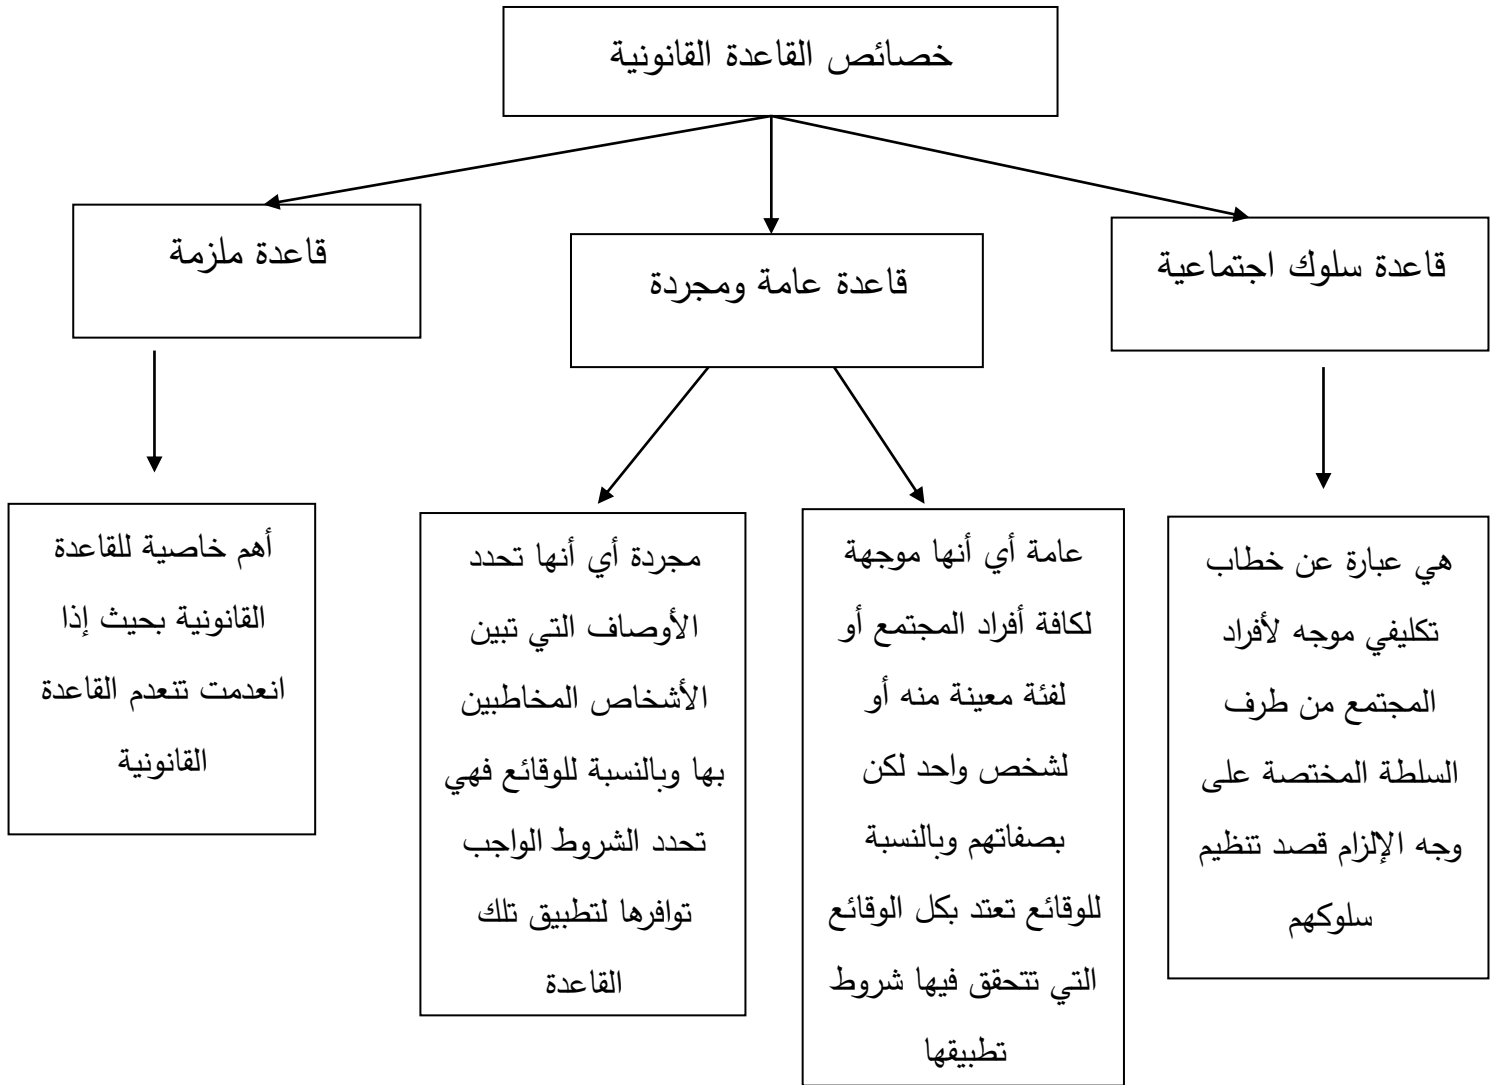 خصائص القاعدة القانونية
قاعدة سلوك اجتماعية
قاعدة عامة ومجردة
قاعدة ملزمة
هي عبارة عن خطاب
تكليفي موجه لأفراد
المجتمع من طرف
السلطة المختصة على
وجه الإلزام قصد تنظيم
سلوكهم
عامة أي أنها موجهة
لكافة أفراد المجتمع أو
لفئة معينة منه أو
لشخص واحد لكن
بصفاتهم وبالنسبة
للوقائع تعتد بكل الوقائع
التي تتحقق فيها شروط
تطبيقها
مجردة أي أنها تحدد
الأوصاف التي تبين
الأشخاص المخاطبين
بها وبالنسبة للوقائع فهي
تحدد الشروط الواجب
توافرها لتطبيق تلك
القاعدة
أهم خاصية للقاعدة
القانونية بحيث إذا
انعدمت تنعدم القاعدة
القانونية